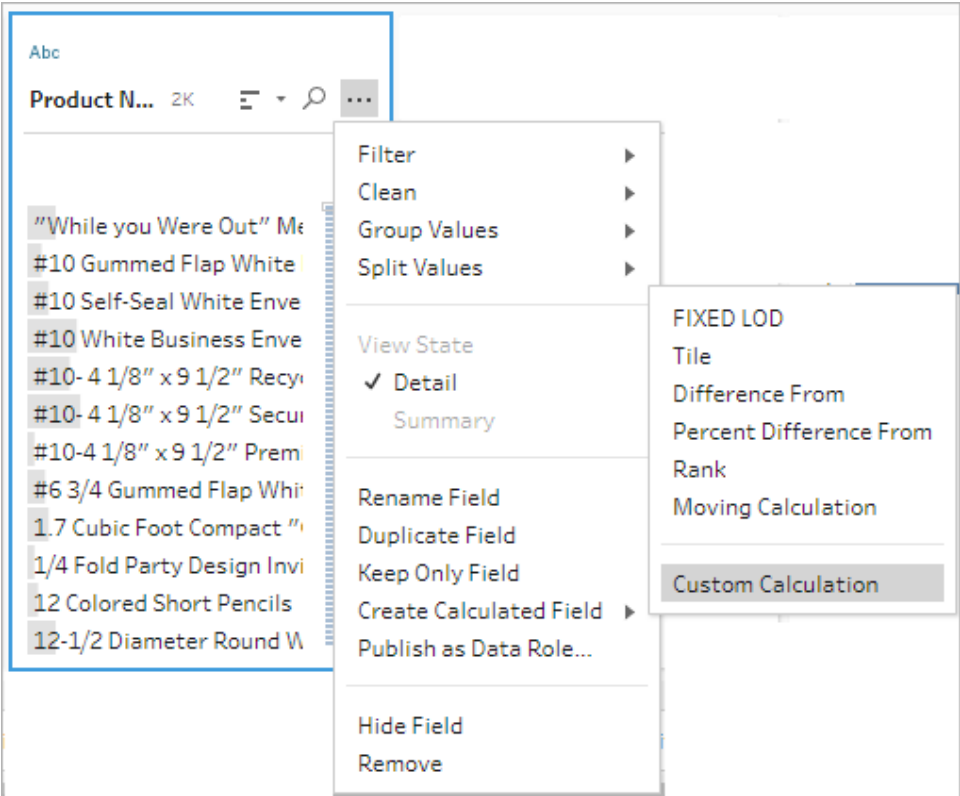 Abc
Product N... 2K
"While you Were Out" Me
#10 Gummed Flap White
#10 Self-Seal White Enve
#10 White Business Enve
#10- 4 1/8" x 9 1/2" Recy
#10- 4 1/8" x 9 1/2" Secu
#10-4 1/8" x 9 1/2" Premi
#6 3/4 Gummed Flap Whi
1.7 Cubic Foot Compact "
1/4 Fold Party Design Invi
12 Colored Short Pencils
12-1/2 Diameter Round W
Filter
Clean
Group Values
Split Values
View State
✓ Detail
Summary
Rename Field
Duplicate Field
Keep Only Field
Create Calculated Field
Publish as Data Role...
Hide Field
Remove
FIXED LOD
Tile
Difference From
Percent Difference From
Rank
Moving Calculation
Custom Calculation